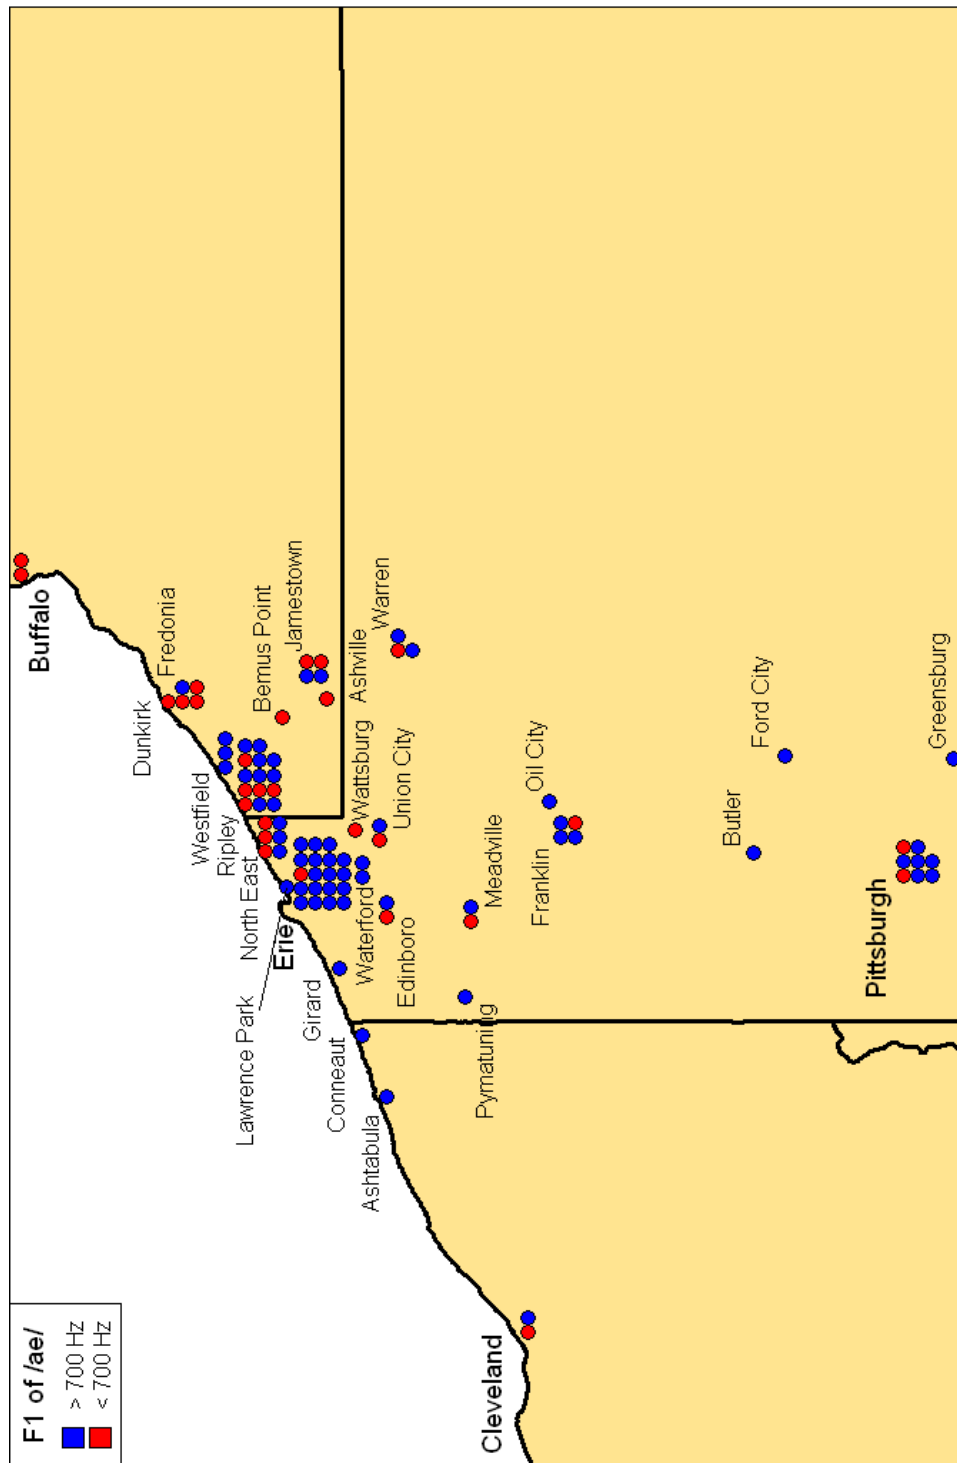 F1 of /ae/
> 700 Hz
< 700 Hz
Buffalo
Dunkirk
Fredonia
Westfield
Ripley
Bemus Point
Jamestown
North East
Ashville
Lawrence Park
Erie
Wattsburg
Warren
Girard
Waterford
Union City
Conneaut
Edinboro
Ashtabula
Meadville
Pymatuning
Oil City
Franklin
Cleveland
Butler
Ford City
Pittsburgh
Greensburg